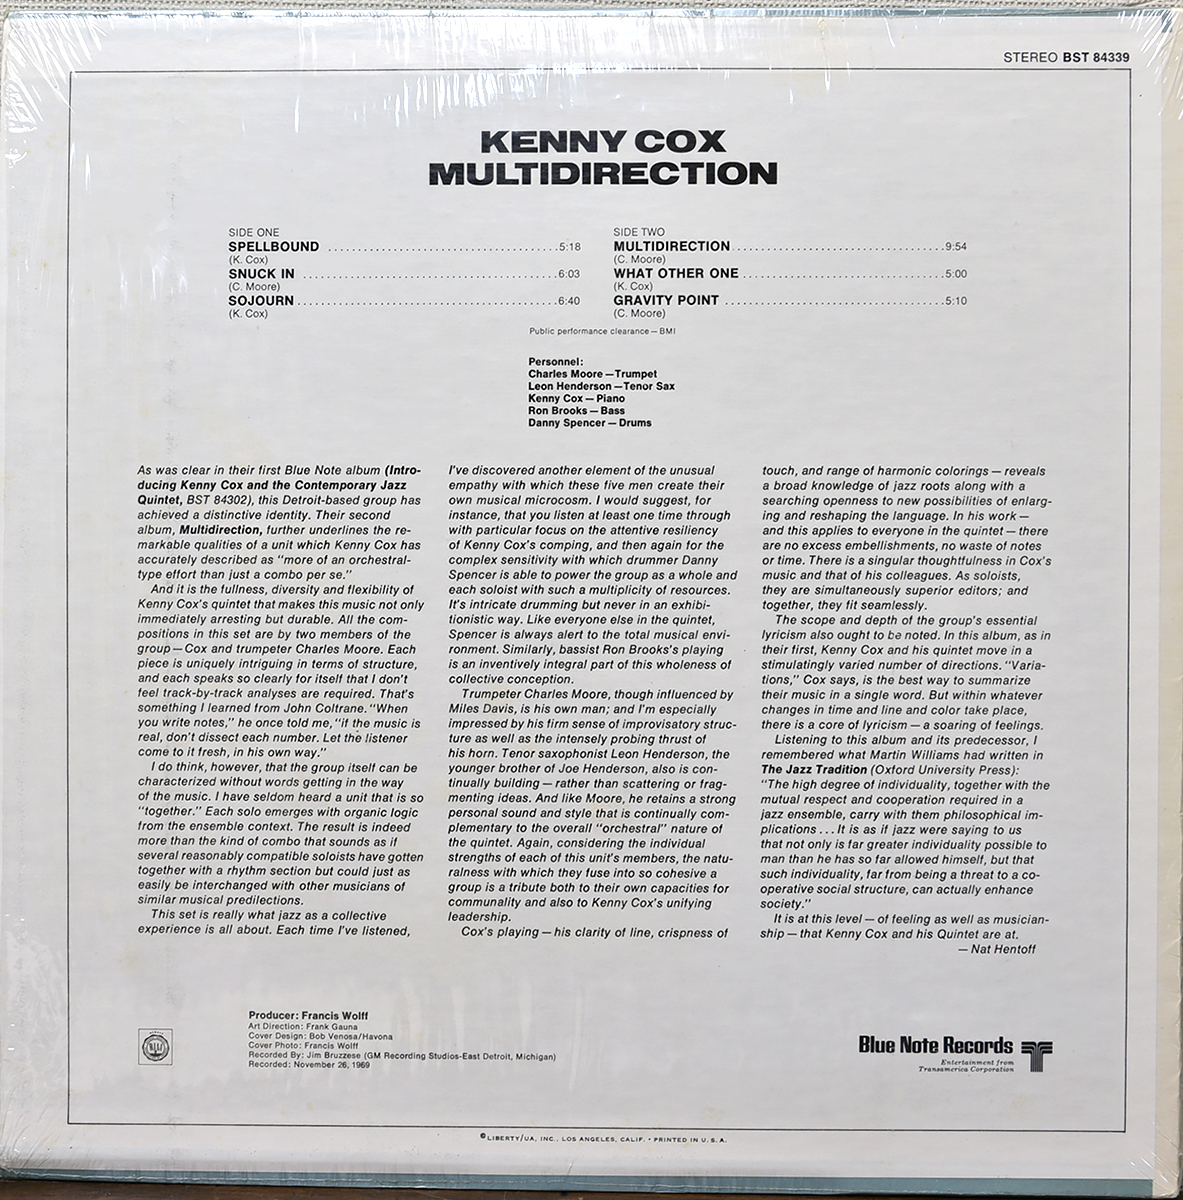 STEREO BST 84339
KENNY COX
MULTIDIRECTION
SIDE ONE
SPELLBOUND ..............................5:18
(K. Cox)
SNUCK IN .................................6:03
(C. Moore)
SOJOURN..................................6:40
(K. Cox)
SIDE TWO
MULTIDIRECTION...........................9:54
(C. Moore)
WHAT OTHER ONE..........................5:00
(K. Cox)
GRAVITY POINT ............................5:10
(C. Moore)
Public performance clearance — BMI
Personnel:
Charles Moore — Trumpet
Leon Henderson — Tenor Sax
Kenny Cox — Piano
Ron Brooks — Bass
Danny Spencer — Drums
As was clear in their first Blue Note album (Intro-
ducing Kenny Cox and the Contemporary Jazz
Quintet, BST 84302), this Detroit-based group has
achieved a distinctive identity. Their second
album, Multidirection, further underlines the re-
markable qualities of a unit which Kenny Cox has
accurately described as "more of an orchestral-
type effort than just a combo per se."
And it is the fullness, diversity and flexibility of
Kenny Cox's quintet that makes this music not only
immediately arresting but durable. All the com-
positions in this set are by two members of the
group — Cox and trumpeter Charles Moore. Each
piece is uniquely intriguing in terms of structure,
and each speaks so clearly for itself that I don't
feel track-by-track analyses are required. That's
something I learned from John Coltrane. "When
you write notes," he once told me, "if the music is
real, don't dissect each number. Let the listener
come to it fresh, in his own way."
I do think, however, that the group itself can be
characterized without words getting in the way
of the music. I have seldom heard a unit that is so
"together." Each solo emerges with organic logic
from the ensemble context. The result is indeed
more than the kind of combo that sounds as if
several reasonably compatible soloists have gotten
together with a rhythm section but could just as
easily be interchanged with other musicians of
similar musical predilections.
This set is really what jazz as a collective
experience is all about. Each time I've listened,
I've discovered another element of the unusual
empathy with which these five men create their
own musical microcosm. I would suggest, for
instance, that you listen at least one time through
with particular focus on the attentive resiliency
of Kenny Cox's comping, and then again for the
complex sensitivity with which drummer Danny
Spencer is able to power the group as a whole and
each soloist with such a multiplicity of resources.
It's intricate drumming but never in an exhibi-
tionistic way. Like everyone else in the quintet,
Spencer is always alert to the total musical envi-
ronment. Similarly, bassist Ron Brooks's playing
is an inventively integral part of this wholeness of
collective conception.
Trumpeter Charles Moore, though influenced by
Miles Davis, is his own man; and I'm especially
impressed by his firm sense of improvisatory struc-
ture as well as the intensely probing thrust of
his horn. Tenor saxophonist Leon Henderson, the
younger brother of Joe Henderson, also is con-
tinually building — rather than scattering or frag-
menting ideas. And like Moore, he retains a strong
personal sound and style that is continually com-
plementary to the overall "orchestral" nature of
the quintet. Again, considering the individual
strengths of each of this unit's members, the natu-
ralness with which they fuse into so cohesive a
group is a tribute both to their own capacities for
communality and also to Kenny Cox's unifying
leadership.
Cox's playing — his clarity of line, crispness of
touch, and range of harmonic colorings — reveals
a broad knowledge of jazz roots along with a
searching openness to new possibilities of enlarg-
ing and reshaping the language. In his work —
and this applies to everyone in the quintet — there
are no excess embellishments, no waste of notes
or time. There is a singular thoughtfulness in Cox's
music and that of his colleagues. As soloists,
they are simultaneously superior editors; and
together, they fit seamlessly.
The scope and depth of the group's essential
lyricism also ought to be noted. In this album, as in
their first, Kenny Cox and his quintet move in a
stimulatingly varied number of directions. "Varia-
tions," Cox says, is the best way to summarize
their music in a single word. But within whatever
changes in time and line and color take place,
there is a core of lyricism — a soaring of feelings.
Listening to this album and its predecessor, I
remembered what Martin Williams had written in
The Jazz Tradition (Oxford University Press):
"The high degree of individuality, together with the
mutual respect and cooperation required in a
jazz ensemble, carry with them philosophical im-
plications . . . It is as if jazz were saying to us
that not only is far greater individuality possible to
man than he has so far allowed himself, but that
such individuality, far from being a threat to a co-
operative social structure, can actually enhance
society."
It is at this level — of feeling as well as musician-
ship — that Kenny Cox and his Quintet are at.
— Nat Hentoff
Producer: Francis Wolff
Art Direction: Frank Gauna
Cover Design: Bob Venosa/Havona
Cover Photo: Francis Wolff
Recorded By: Jim Bruzzese (GM Recording Studios-East Detroit, Michigan)
Recorded: November 26, 1969
Blue Note Records
Entertainment from
Transamerica Corporation
© LIBERTY/UA, INC., LOS ANGELES, CALIF. • PRINTED IN U.S.A.